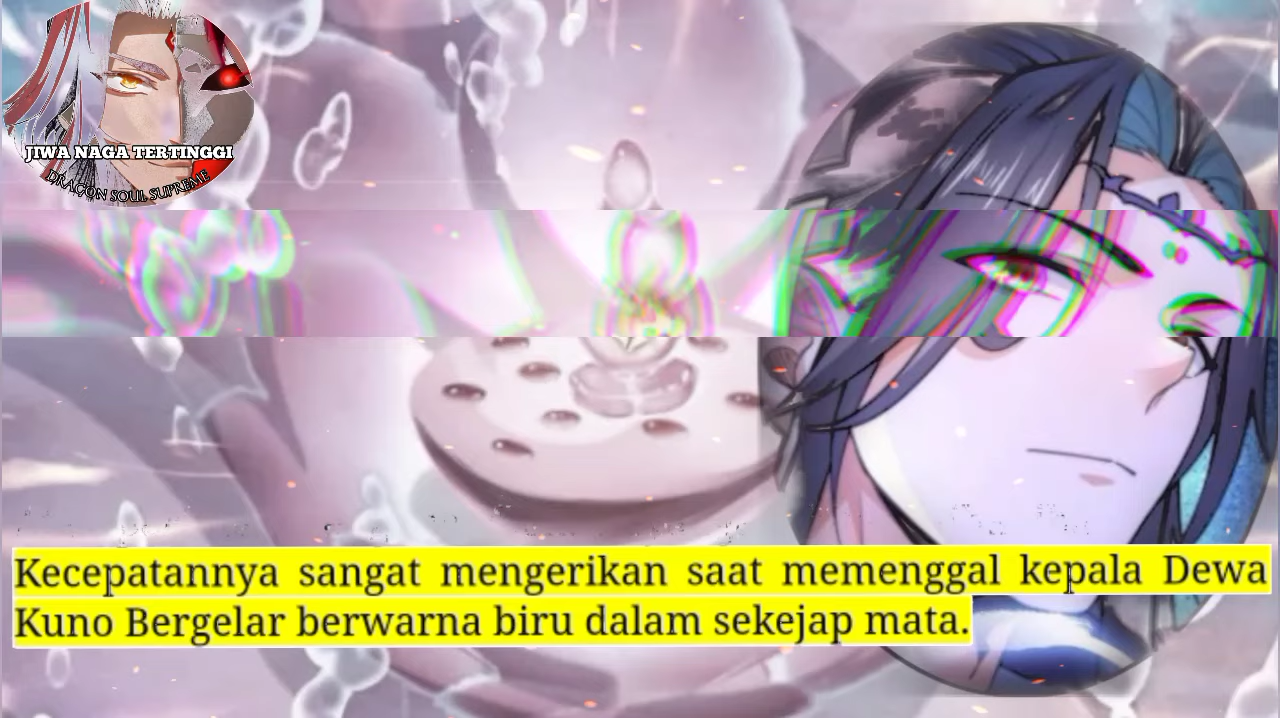 JIWA NAGA TERTINGGI
DRAGON SOUL SUPREME
Kecepatannya sangat mengerikan saat memenggal kepala Dewa
Kuno Bergelar berwarna biru dalam sekejap mata.